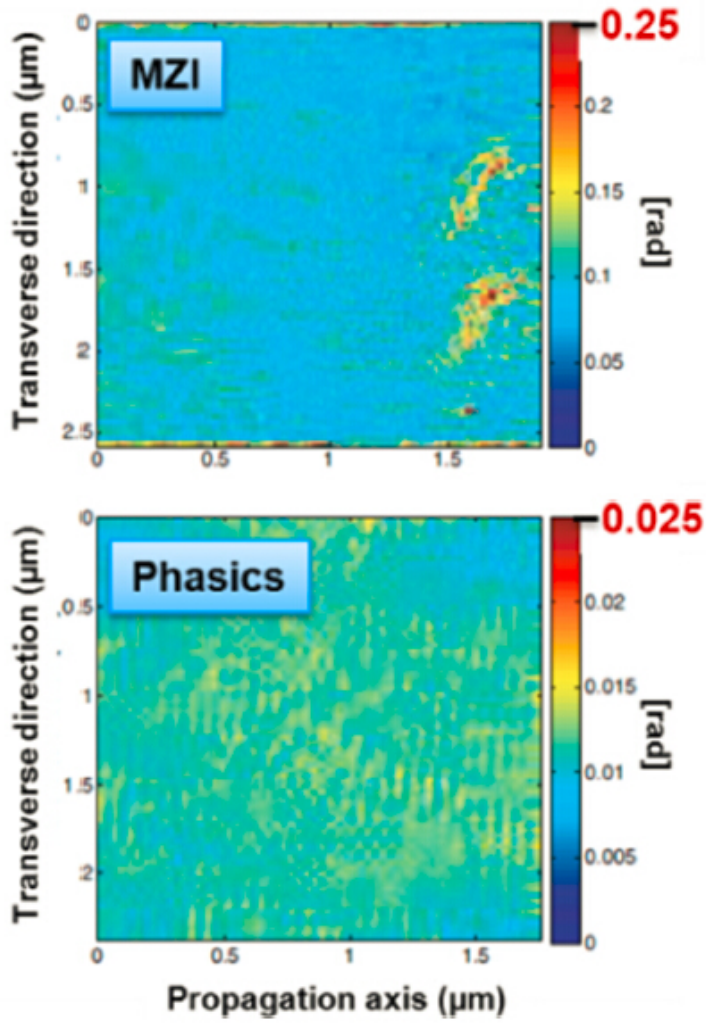 MZI
Transverse direction (µm)
0
0.5
1
1.5
2
2.5
0 0.5 1 1.5
0.25
0.2
0.15
0.1
0.05
0
[rad]
Phasics
Transverse direction (µm)
0
0.5
1
1.5
2
0 0.5 1 1.5
0.025
0.02
0.015
0.01
0.005
0
[rad]
Propagation axis (µm)